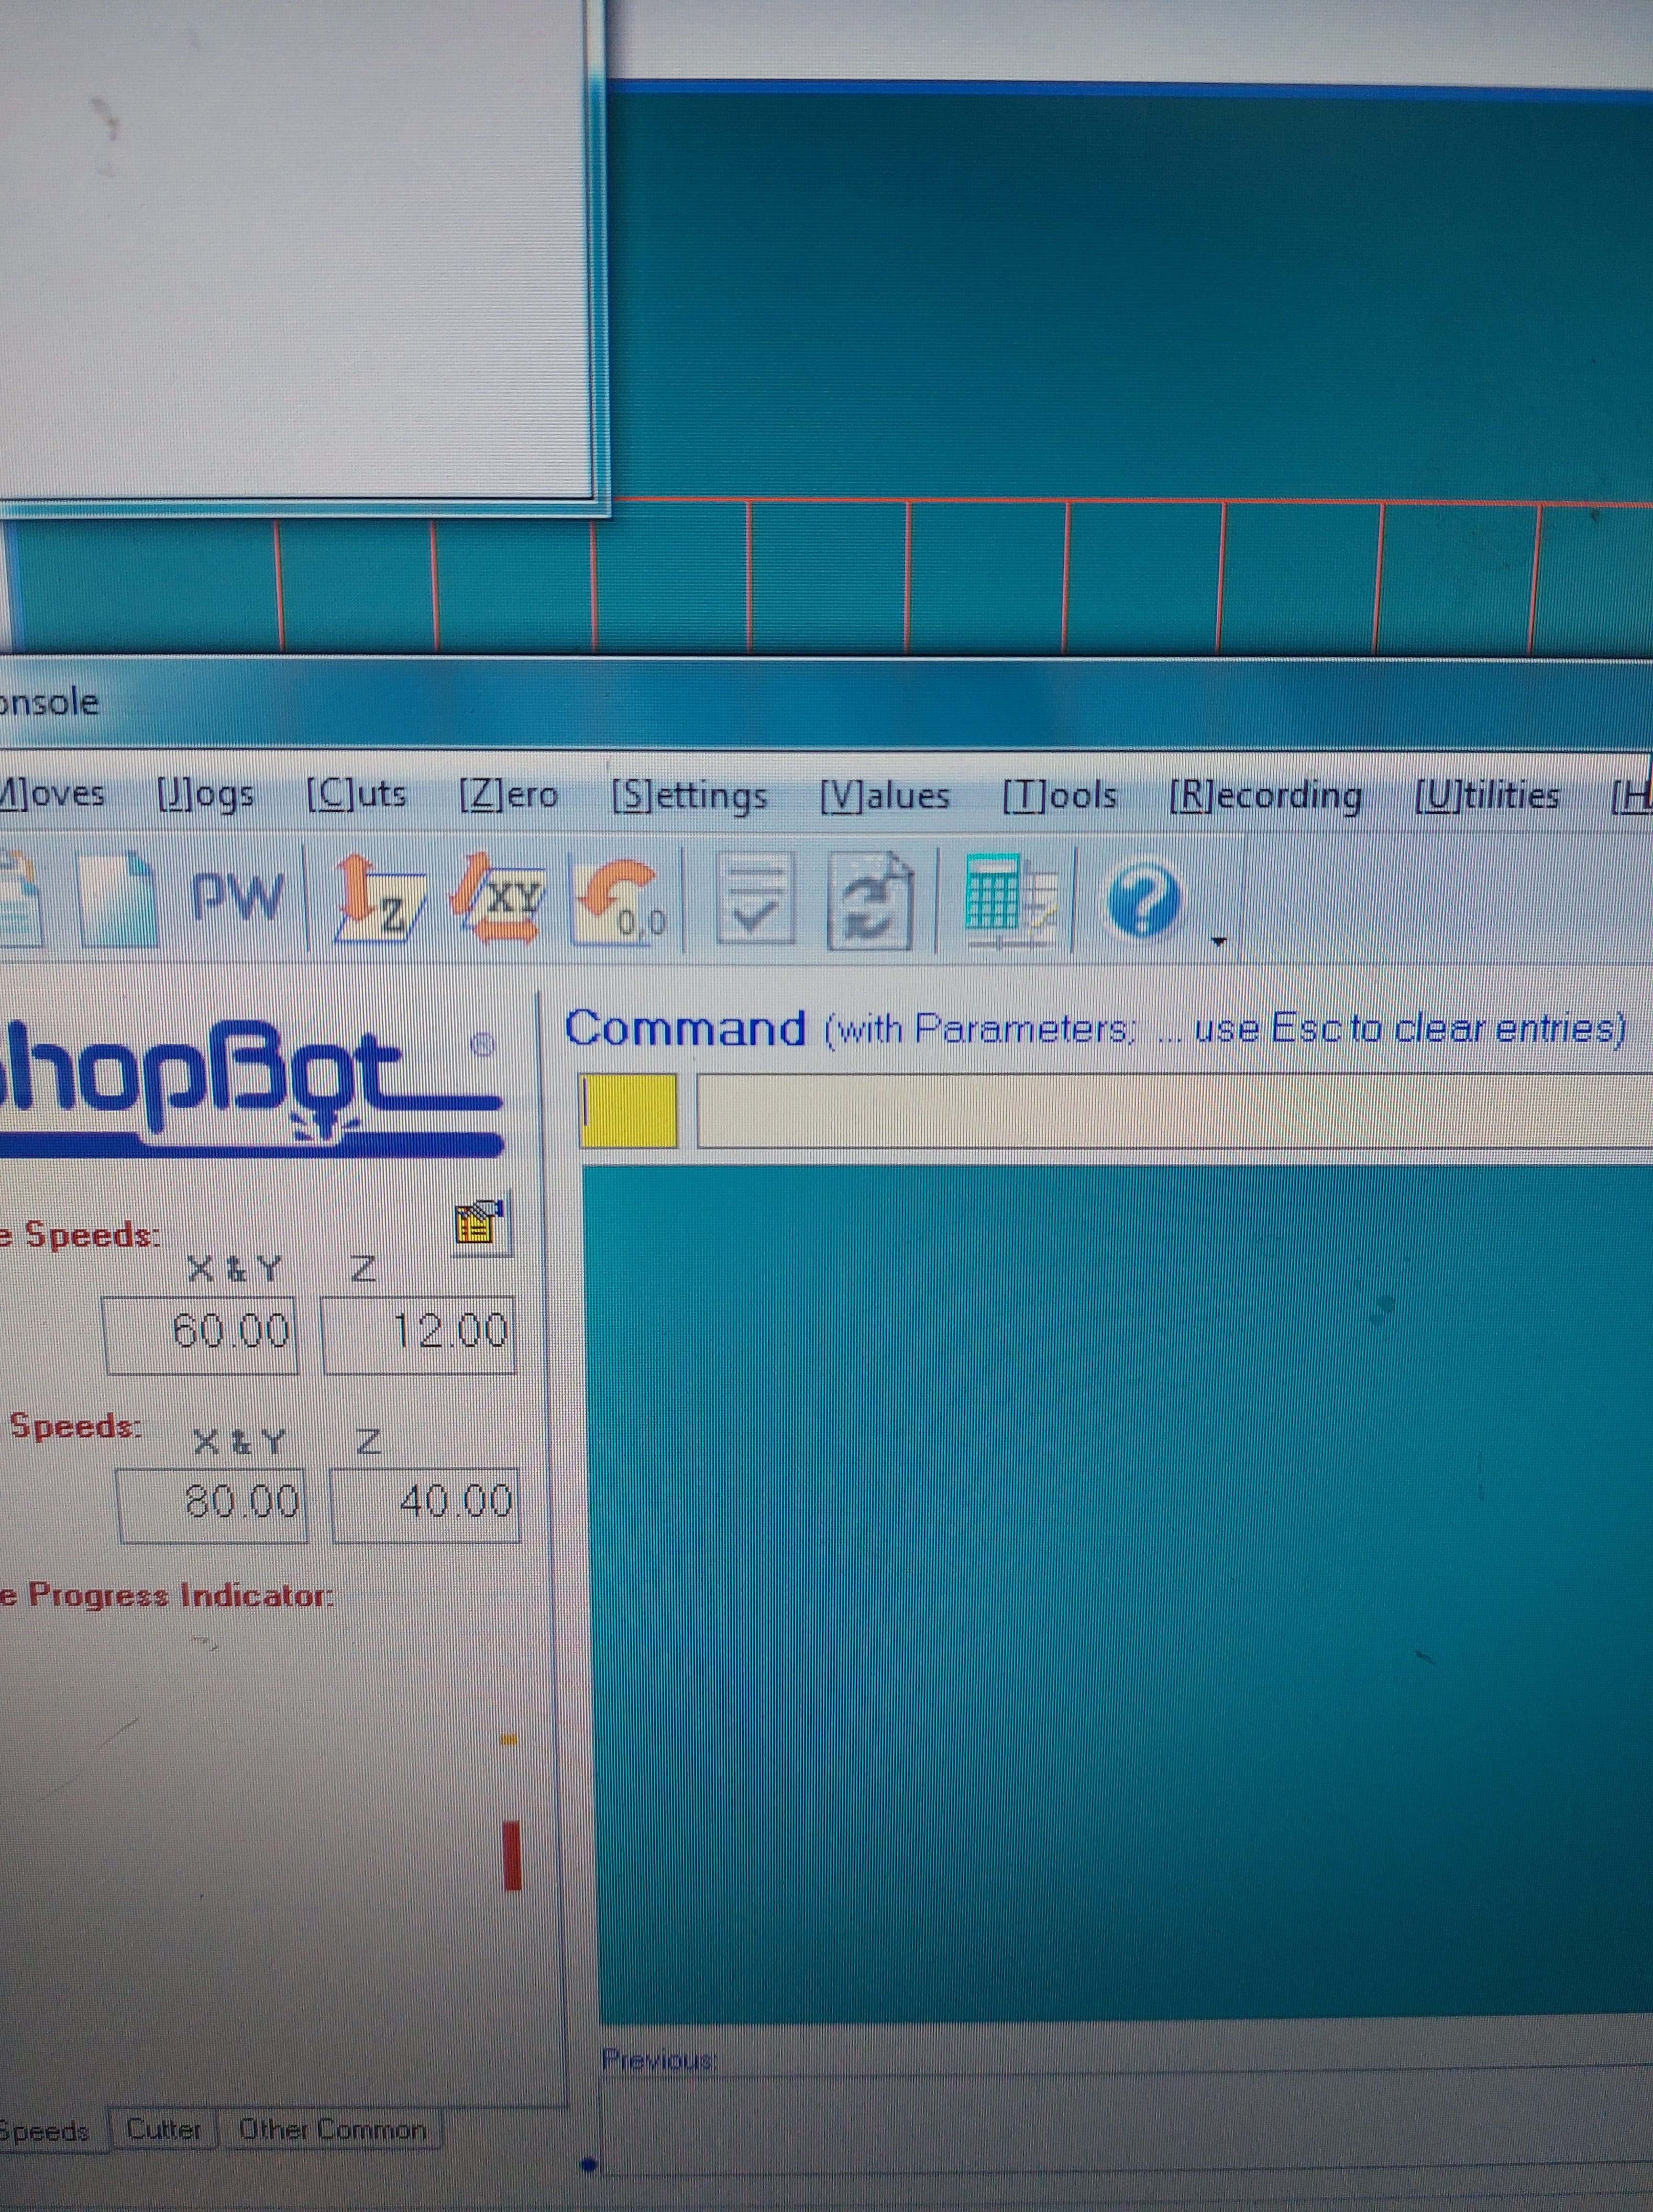 onsole
M]oves [J]ogs [C]uts [Z]ero [S]ettings [V]alues [T]ools [R]ecording [U]tilities [H
PW Z XY 0,0 ?
shopBot ®
Command (with Parameters; ... use Esc to clear entries)
e Speeds:
X & Y Z
60.00 12.00
Speeds:
X & Y Z
80.00 40.00
e Progress Indicator:
Previous:
Speeds Cutter Other Common